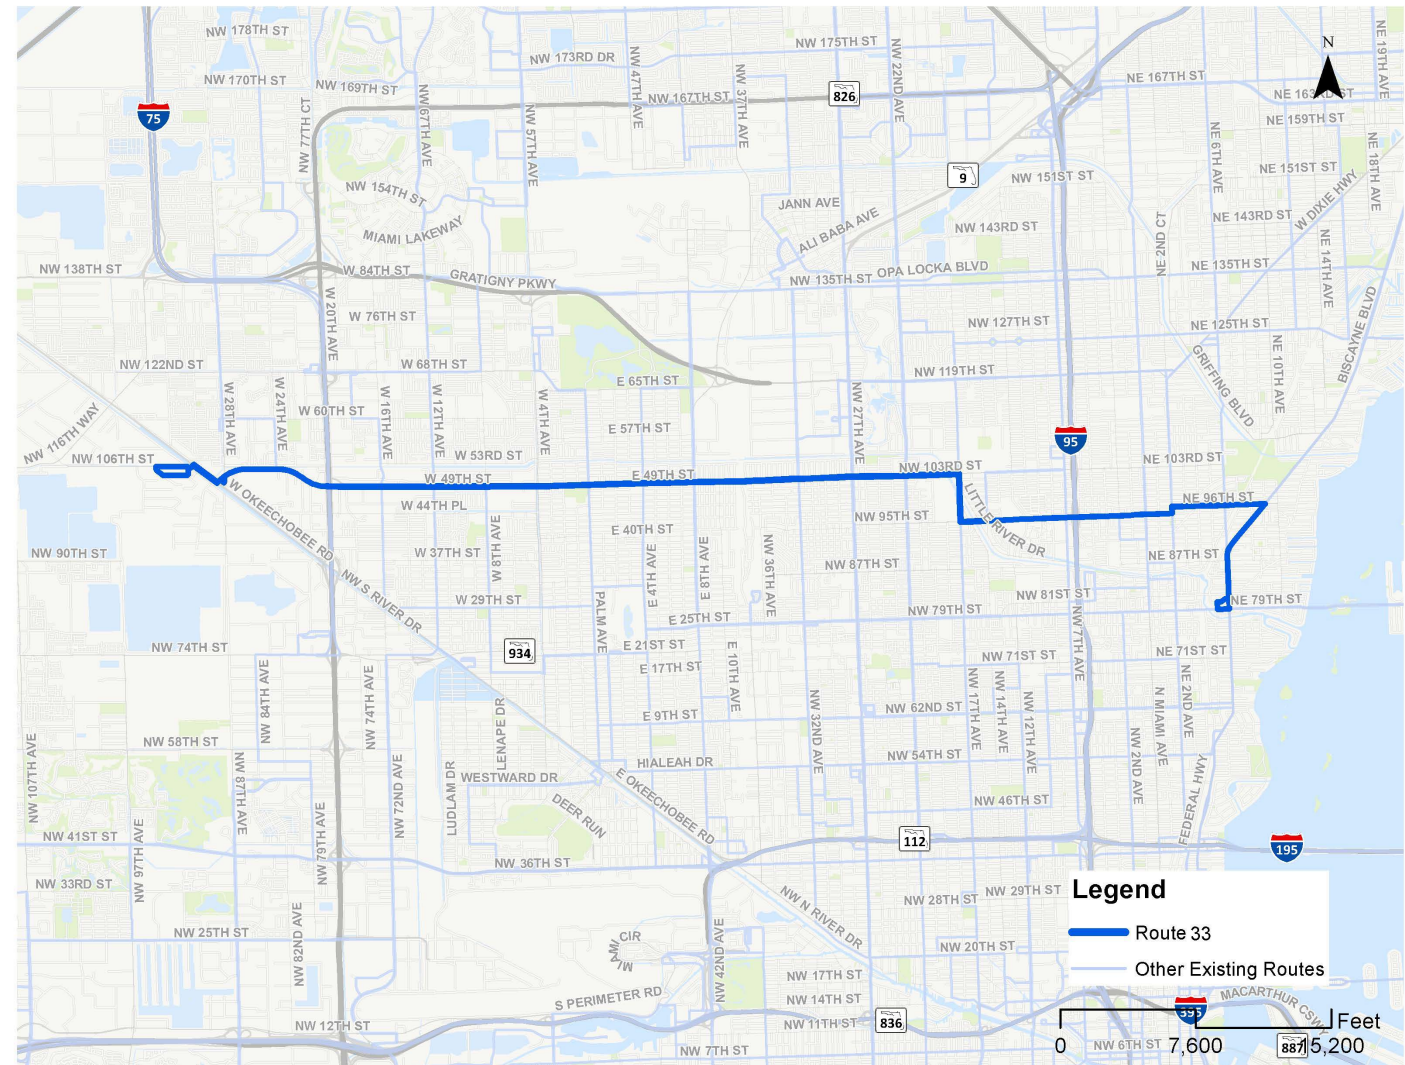 NW 178TH ST
NW 175TH ST
NW 173RD DR
N
NE 19TH AVE
NW 170TH ST
NW 169TH ST
NW 47TH AVE
NW 37TH AVE
NW 22ND AVE
NE 167TH ST
NE 163RD ST
75
NW 77TH CT
NW 67TH AVE
NW 57TH AVE
NW 167TH ST
826
NE 159TH ST
NE 6TH AVE
NE 18TH AVE
NE 151ST ST
9
NW 151ST ST
NW 154TH ST
JANN AVE
ALI BABA AVE
W DIXIE HWY
NE 143RD ST
MIAMI LAKEWAY
NW 143RD ST
NE 2ND CT
NE 14TH AVE
NW 138TH ST
W 84TH ST
GRATIGNY PKWY
NW 135TH ST
OPA LOCKA BLVD
NE 135TH ST
W 20TH AVE
W 76TH ST
NW 127TH ST
NE 125TH ST
BISCAYNE BLVD
NW 122ND ST
W 68TH ST
E 65TH ST
NW 119TH ST
GRIFFING BLVD
NE 10TH AVE
W 28TH AVE
W 24TH AVE
W 60TH ST
W 16TH AVE
W 12TH AVE
W 4TH AVE
NW 27TH AVE
NW 116TH WAY
E 57TH ST
95
NW 106TH ST
W 53RD ST
NE 103RD ST
W 49TH ST
E 49TH ST
NW 103RD ST
W OKEECHOBEE RD
W 44TH PL
NE 96TH ST
LITTLE RIVER DR
NW 95TH ST
W 8TH AVE
E 40TH ST
NW 90TH ST
W 37TH ST
E 4TH AVE
E 8TH AVE
NW 36TH AVE
NW 87TH ST
NE 87TH ST
NW S RIVER DR
W 29TH ST
PALM AVE
NW 81ST ST
NE 79TH ST
E 25TH ST
NW 79TH ST
NW 7TH AVE
NW 74TH ST
934
E 21ST ST
E 10TH AVE
NW 71ST ST
NE 71ST ST
E 17TH ST
NW 84TH AVE
NW 74TH AVE
LENAPE DR
NW 32ND AVE
NW 17TH AVE
NW 14TH AVE
NW 12TH AVE
N MIAMI AVE
NE 2ND AVE
E 9TH ST
NW 62ND ST
NW 107TH AVE
NW 58TH ST
NW 87TH AVE
NW 72ND AVE
LUDLAM DR
WESTWARD DR
HIALEAH DR
NW 54TH ST
NW 2ND AVE
FEDERAL HWY
E OKEECHOBEE RD
DEER RUN
NW 46TH ST
NW 41ST ST
NW 97TH AVE
NW 79TH AVE
112
195
NW 36TH ST
NW 33RD ST
NW 28TH ST
NW 29TH ST
Legend
NW 25TH ST
NW 82ND AVE
MIAMI CIR
NW 42ND AVE
NW N RIVER DR
Route 33
NW 20TH ST
NW 17TH ST
Other Existing Routes
S PERIMETER RD
NW 14TH ST
MACARTHUR CSWY
NW 12TH ST
NW 11TH ST
836
395
Feet
NW 7TH ST
NW 6TH ST
887
0
7,600
15,200